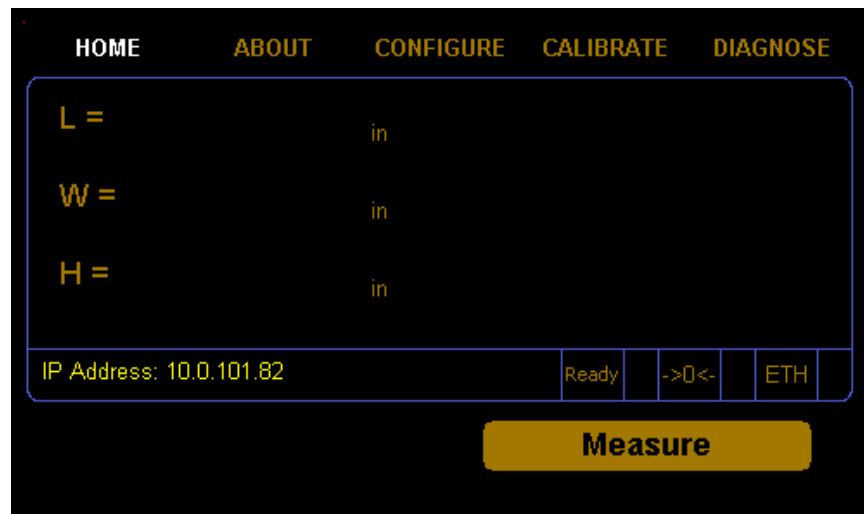 HOME ABOUT CONFIGURE CALIBRATE DIAGNOSE
L = in
W = in
H = in
IP Address: 10.0.101.82 Ready ->0<- ETH
Measure